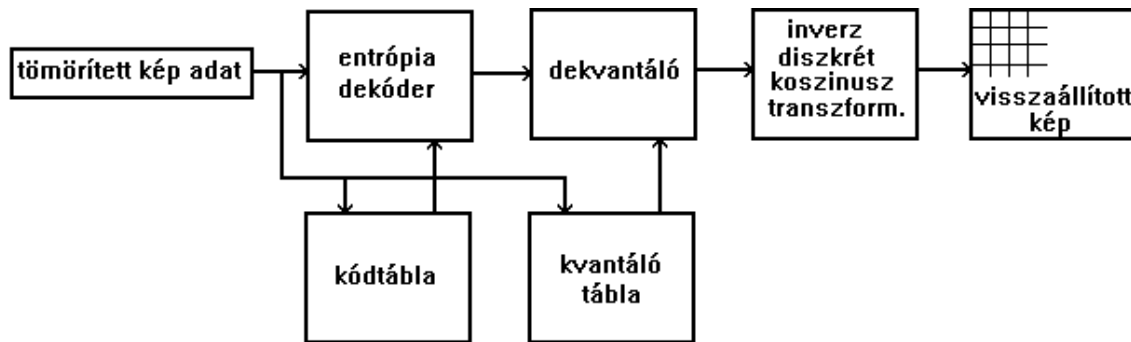 tömörített kép adat
entrópia
dekóder
dekvantáló
inverz
diszkrét
koszinusz
transzform.
visszaállított
kép
kódtábla
kvantáló
tábla